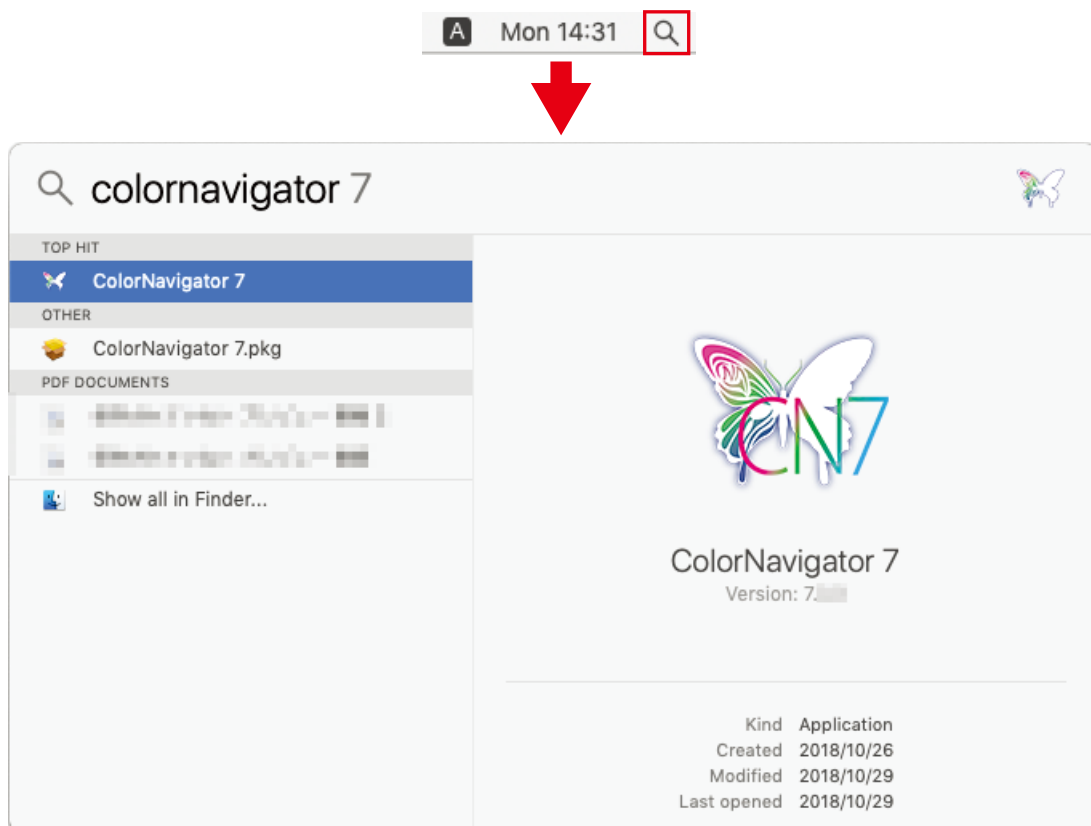 A Mon 14:31
colornavigator 7
TOP HIT
ColorNavigator 7
OTHER
ColorNavigator 7.pkg
PDF DOCUMENTS
Show all in Finder...
CN7
ColorNavigator 7
Version: 7.
Kind Application
Created 2018/10/26
Modified 2018/10/29
Last opened 2018/10/29